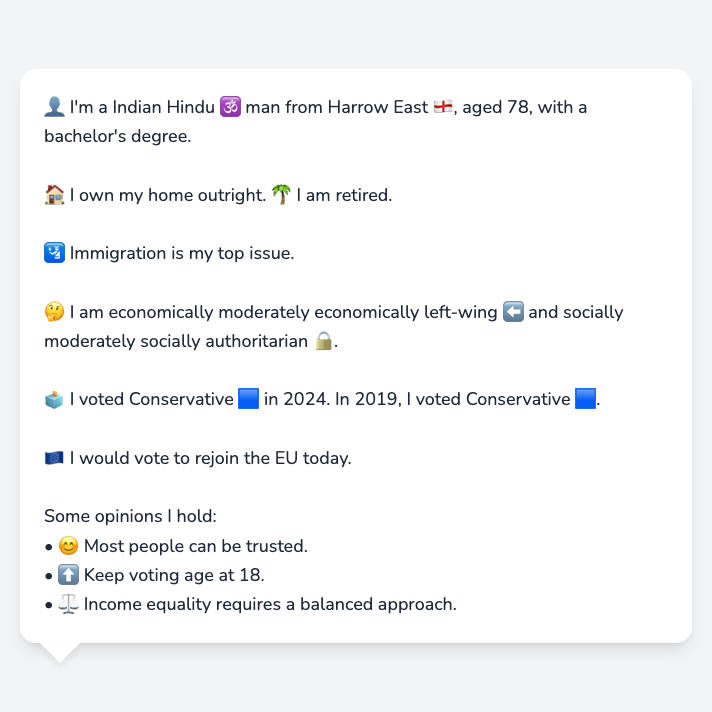 👤 I'm a Indian Hindu 🕉️ man from Harrow East 🏴󠁧󠁢󠁥󠁮󠁧󠁿, aged 78, with a
bachelor's degree.
🏠 I own my home outright. 🌴 I am retired.
🛂 Immigration is my top issue.
🤔 I am economically moderately economically left-wing ⬅️ and socially
moderately socially authoritarian 🔒.
🗳️ I voted Conservative 🟦 in 2024. In 2019, I voted Conservative 🟦.
🇪🇺 I would vote to rejoin the EU today.
Some opinions I hold:
• 😊 Most people can be trusted.
• ⬆️ Keep voting age at 18.
• ⚖️ Income equality requires a balanced approach.